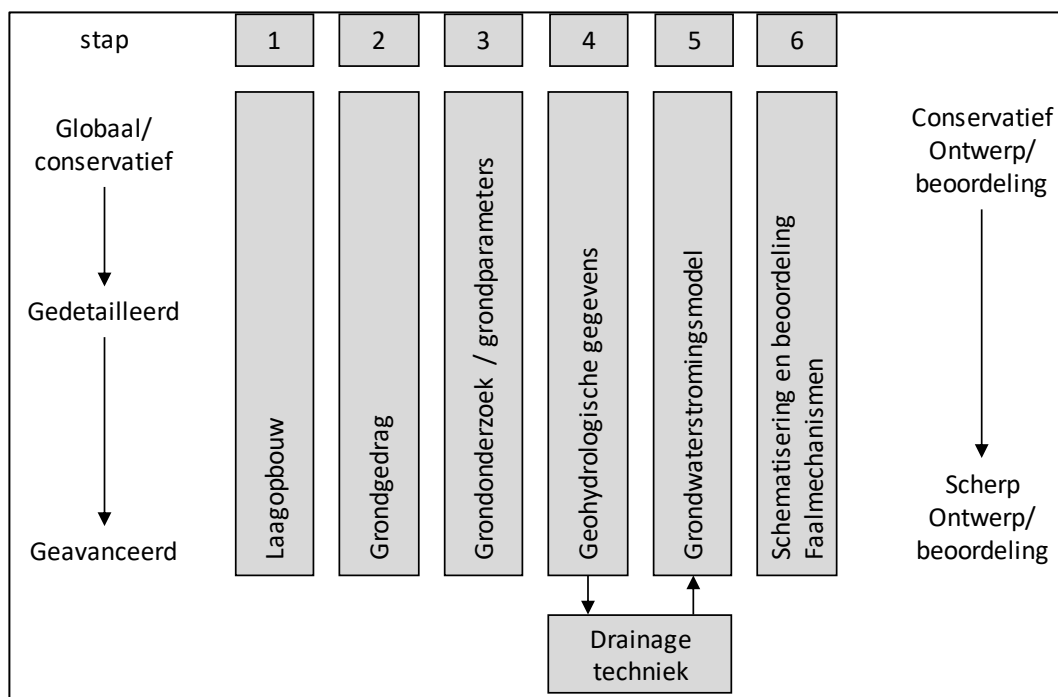 stap
1
2
3
4
5
6
Globaal/
conservatief
Gedetailleerd
Geavanceerd
Laagopbouw
Grondgedrag
Grondonderzoek / grondparameters
Geohydrologische gegevens
Grondwaterstromingsmodel
Schematisering en beoordeling
Faalmechanismen
Conservatief
Ontwerp/
beoordeling
Scherp
Ontwerp/
beoordeling
Drainage
techniek